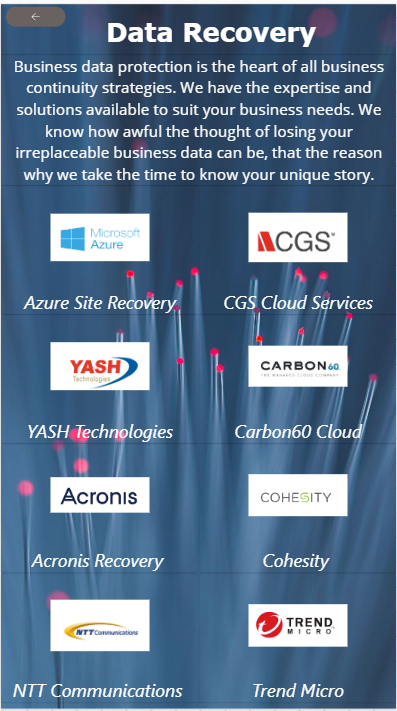 Data Recovery
Business data protection is the heart of all business
continuity strategies. We have the expertise and
solutions available to suit your business needs. We
know how awful the thought of losing your
irreplaceable business data can be, that the reason
why we take the time to know your unique story.
Microsoft
Azure
CGS
Azure Site Recovery
CGS Cloud Services
YASH
Technologies
CARBON60
THE MANAGED CLOUD COMPANY
YASH Technologies
Carbon60 Cloud
Acronis
COHESITY
Acronis Recovery
Cohesity
NTT Communications
TREND
MICRO
NTT Communications
Trend Micro